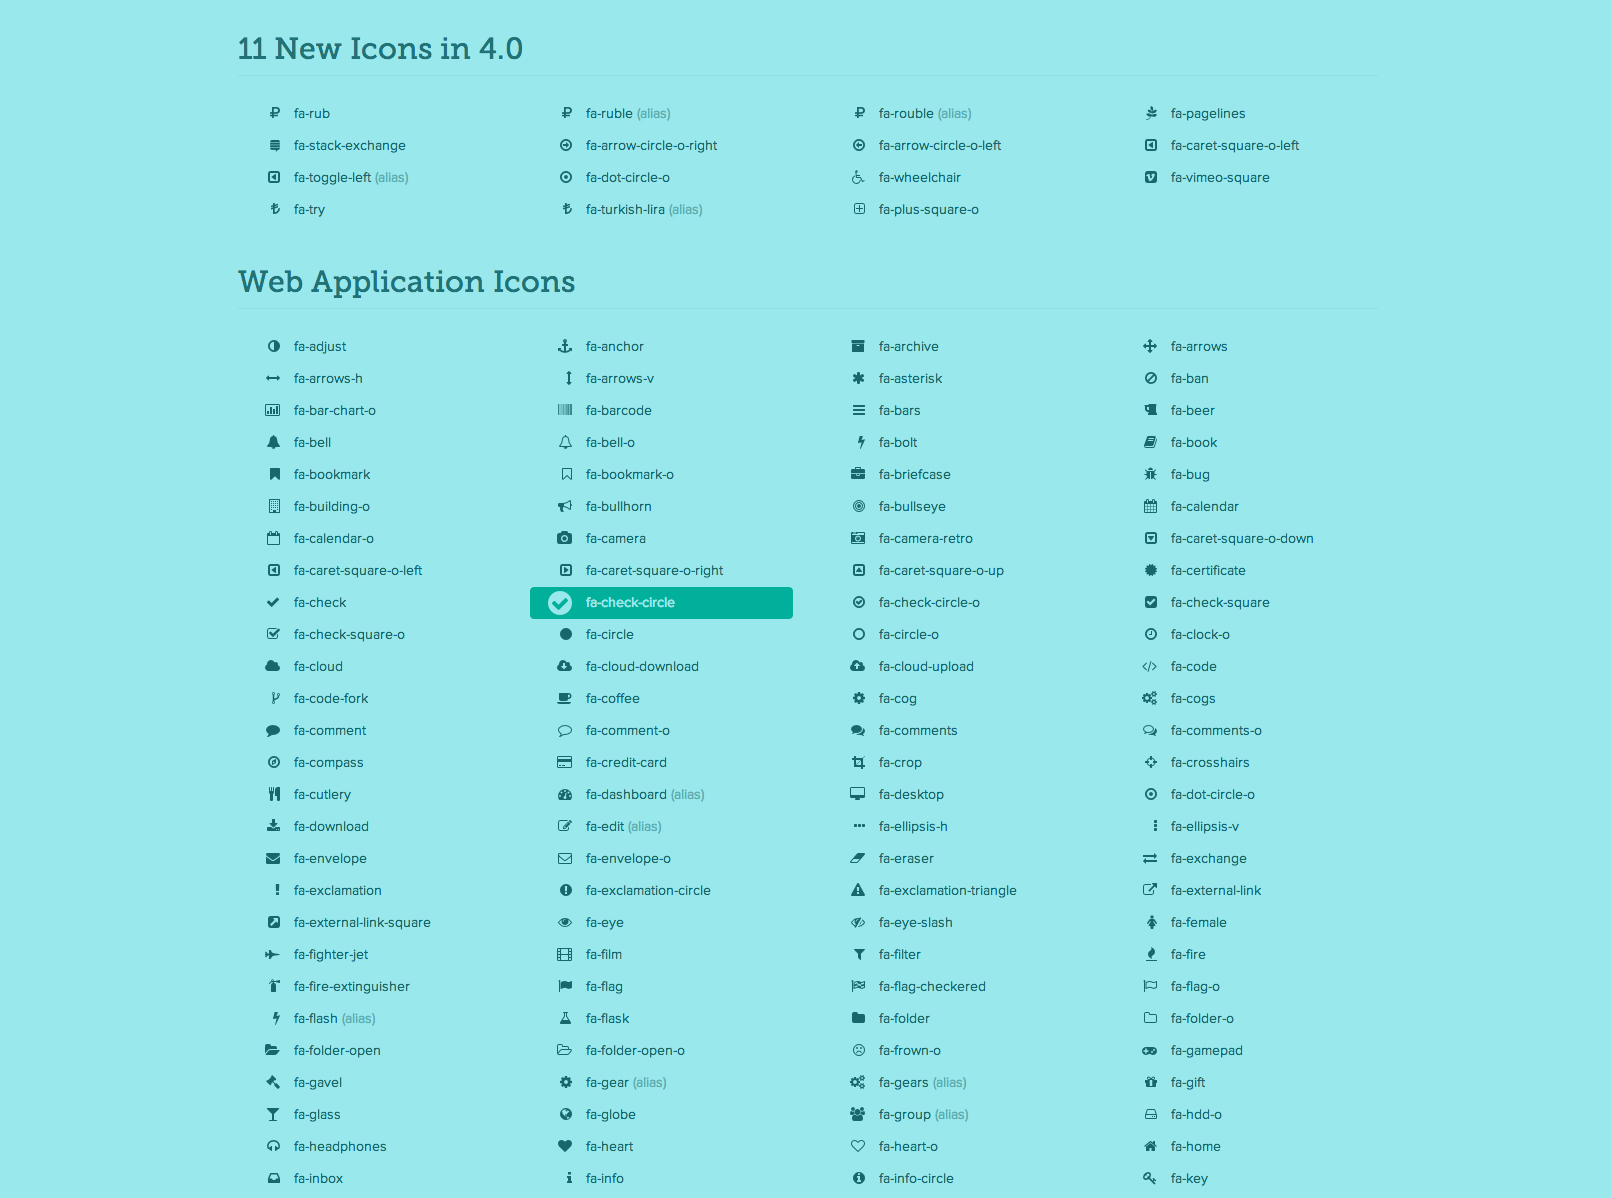 11 New Icons in 4.0
fa-rub fa-ruble (alias) fa-rouble (alias) fa-pagelines
fa-stack-exchange fa-arrow-circle-o-right fa-arrow-circle-o-left fa-caret-square-o-left
fa-toggle-left (alias) fa-dot-circle-o fa-wheelchair fa-vimeo-square
fa-try fa-turkish-lira (alias) fa-plus-square-o
Web Application Icons
fa-adjust fa-anchor fa-archive fa-arrows
fa-arrows-h fa-arrows-v fa-asterisk fa-ban
fa-bar-chart-o fa-barcode fa-bars fa-beer
fa-bell fa-bell-o fa-bolt fa-book
fa-bookmark fa-bookmark-o fa-briefcase fa-bug
fa-building-o fa-bullhorn fa-bullseye fa-calendar
fa-calendar-o fa-camera fa-camera-retro fa-caret-square-o-down
fa-caret-square-o-left fa-caret-square-o-right fa-caret-square-o-up fa-certificate
fa-check fa-check-circle fa-check-circle-o fa-check-square
fa-check-square-o fa-circle fa-circle-o fa-clock-o
fa-cloud fa-cloud-download fa-cloud-upload fa-code
fa-code-fork fa-coffee fa-cog fa-cogs
fa-comment fa-comment-o fa-comments fa-comments-o
fa-compass fa-credit-card fa-crop fa-crosshairs
fa-cutlery fa-dashboard (alias) fa-desktop fa-dot-circle-o
fa-download fa-edit (alias) fa-ellipsis-h fa-ellipsis-v
fa-envelope fa-envelope-o fa-eraser fa-exchange
fa-exclamation fa-exclamation-circle fa-exclamation-triangle fa-external-link
fa-external-link-square fa-eye fa-eye-slash fa-female
fa-fighter-jet fa-film fa-filter fa-fire
fa-fire-extinguisher fa-flag fa-flag-checkered fa-flag-o
fa-flash (alias) fa-flask fa-folder fa-folder-o
fa-folder-open fa-folder-open-o fa-frown-o fa-gamepad
fa-gavel fa-gear (alias) fa-gears (alias) fa-gift
fa-glass fa-globe fa-group (alias) fa-hdd-o
fa-headphones fa-heart fa-heart-o fa-home
fa-inbox fa-info fa-info-circle fa-key